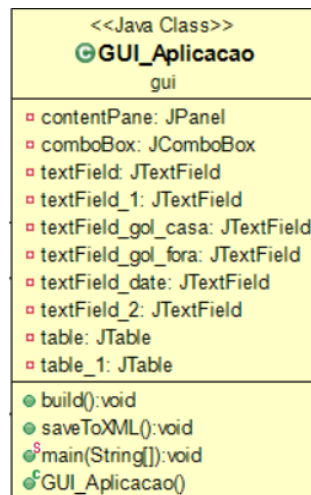 <<Java Class>>
GUI_Aplicacao
gui
contentPane: JPanel
comboBox: JComboBox
textField: JTextField
textField_1: JTextField
textField_gol_casa: JTextField
textField_gol_fora: JTextField
textField_date: JTextField
textField_2: JTextField
table: JTable
table_1: JTable
build():void
saveToXML():void
main(String[]):void
GUI_Aplicacao()